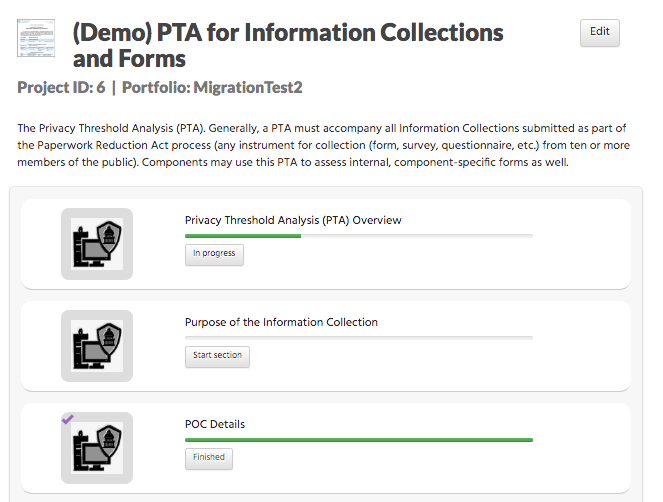 (Demo) PTA for Information Collections
Edit
and Forms
Project ID: 6 | Portfolio: MigrationTest2
The Privacy Threshold Analysis (PTA). Generally, a PTA must accompany all Information Collections submitted as part of
the Paperwork Reduction Act process (any instrument for collection (form, survey, questionnaire, etc.) from ten or more
members of the public). Components may use this PTA to assess internal, component-specific forms as well.
Privacy Threshold Analysis (PTA) Overview
In progress
Purpose of the Information Collection
Start section
POC Details
Finished